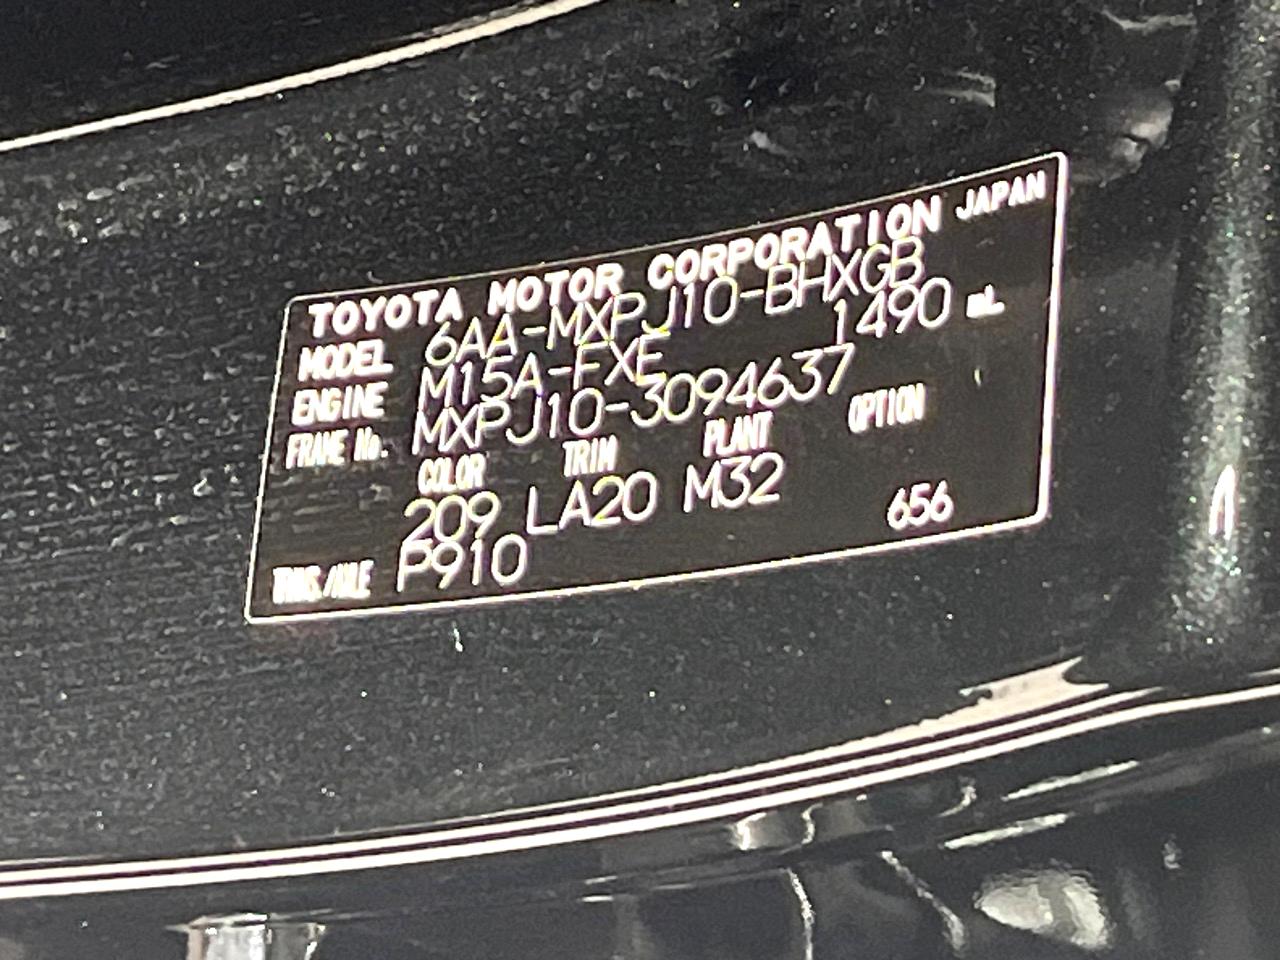 TOYOTA MOTOR CORPORATION JAPAN
MODEL 6AA-MXPJ10-BHXGB
ENGINE M15A-FXE 1490 mL
FRAME No. MXPJ10-3094637
COLOR TRIM PLANT OPTION
209 LA20 M32
TRANS./AXLE P910 656